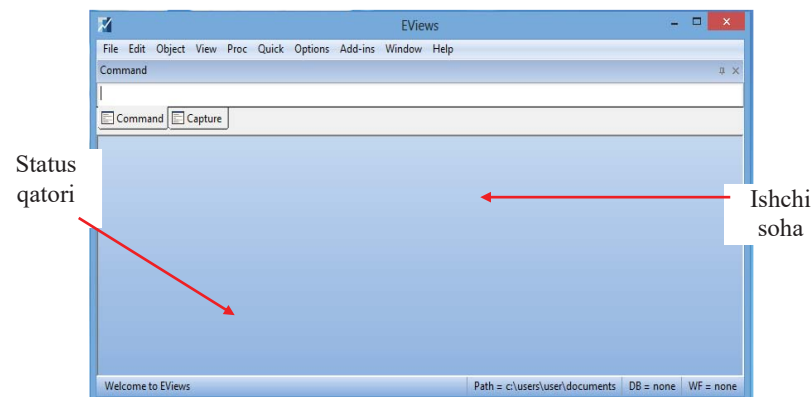 EViews
File Edit Object View Proc Quick Options Add-ins Window Help
Command
Command Capture
Status
qatori
Ishchi
soha
Welcome to EViews Path = c:\users\user\documents DB = none WF = none